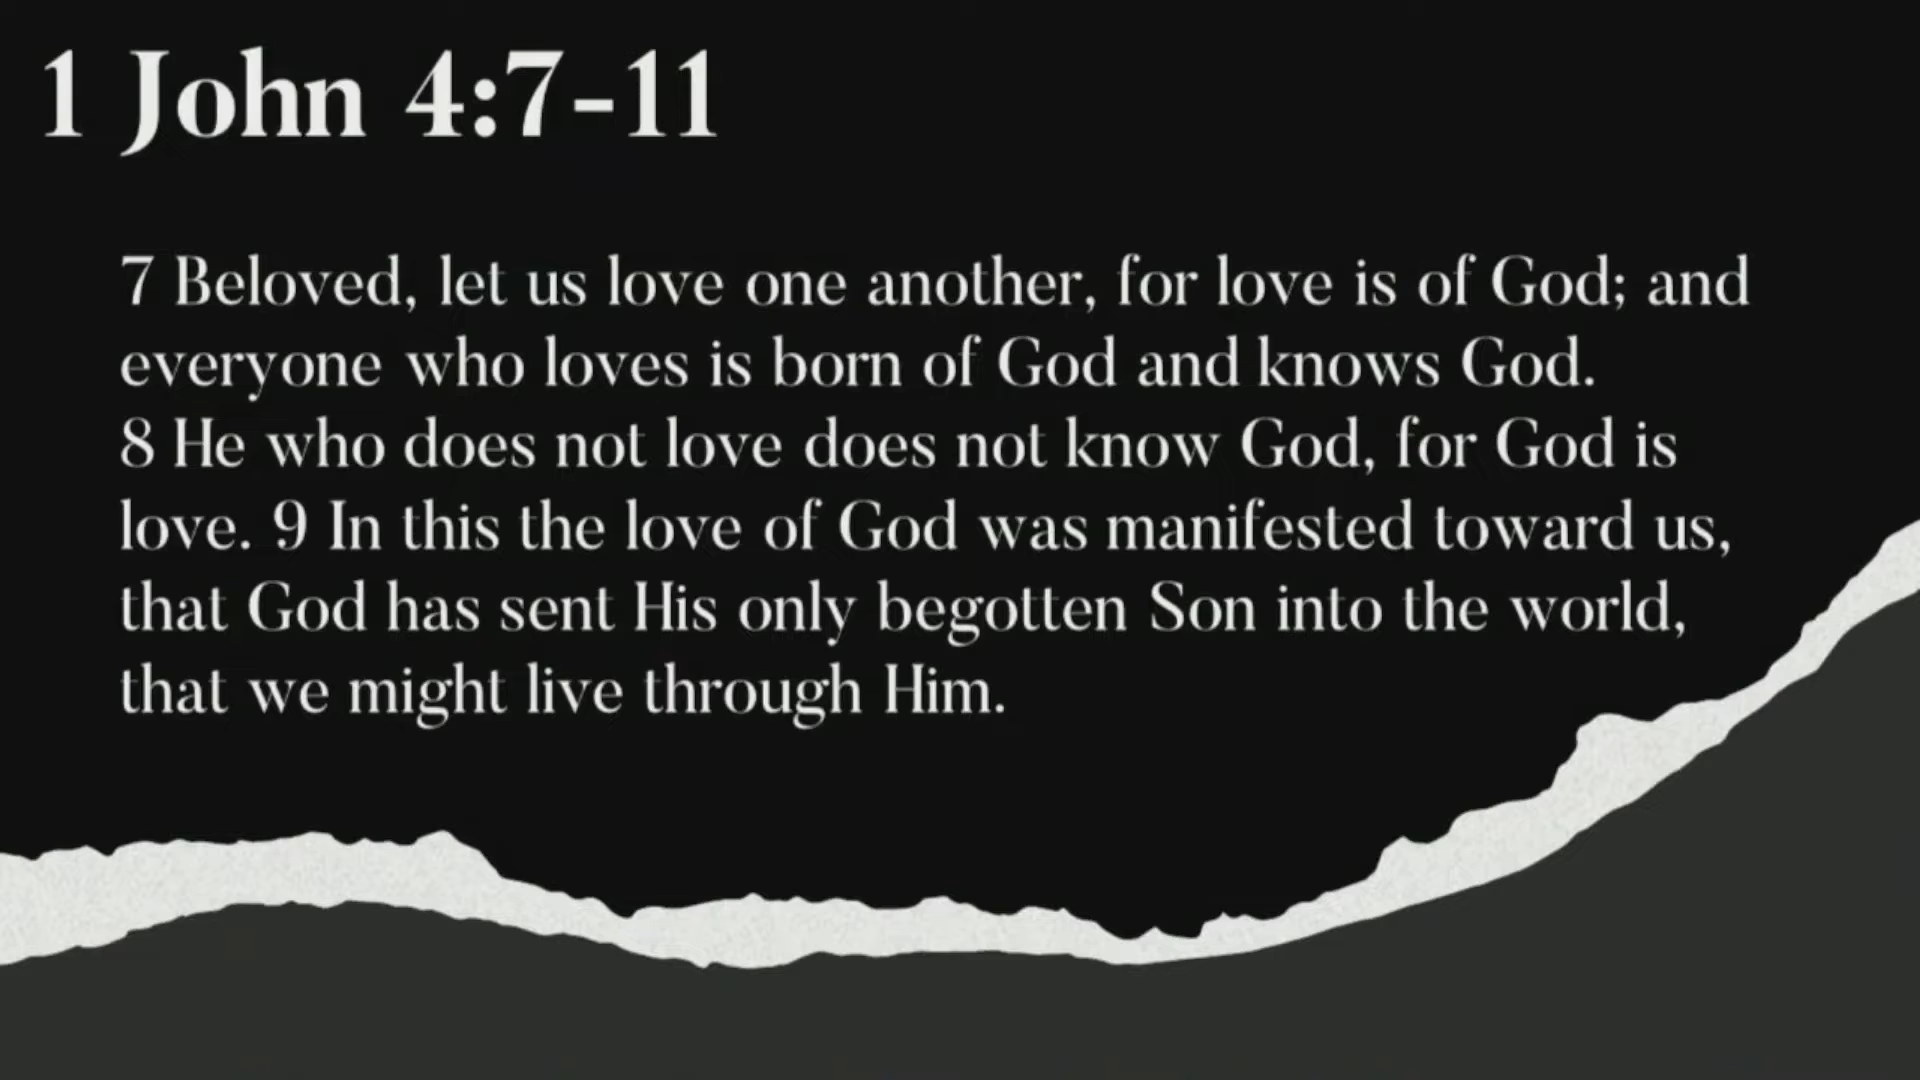 1 John 4:7-11
7 Beloved, let us love one another, for love is of God; and
everyone who loves is born of God and knows God.
8 He who does not love does not know God, for God is
love. 9 In this the love of God was manifested toward us,
that God has sent His only begotten Son into the world,
that we might live through Him.